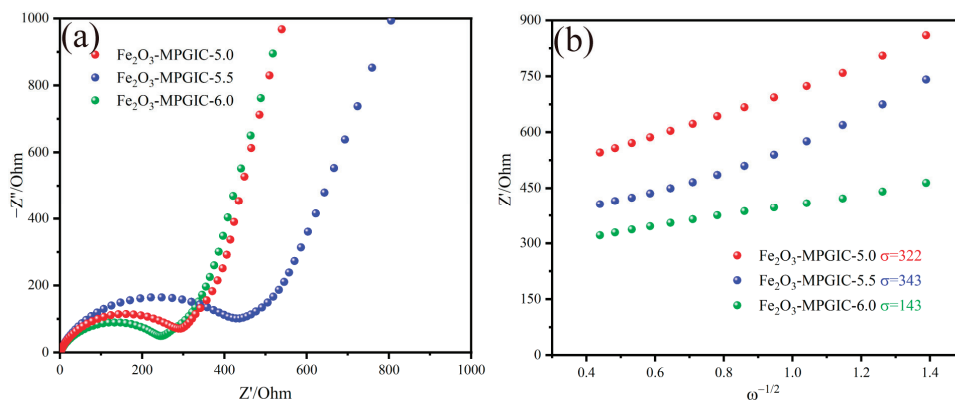 (a)
Fe₂O₃-MPGIC-5.0
Fe₂O₃-MPGIC-5.5
Fe₂O₃-MPGIC-6.0
1000
800
600
400
200
0
−Z''/Ohm
0 200 400 600 800 1000
Z'/Ohm
(b)
900
750
600
450
300
150
0
Z'/Ohm
Fe₂O₃-MPGIC-5.0 σ=322
Fe₂O₃-MPGIC-5.5 σ=343
Fe₂O₃-MPGIC-6.0 σ=143
0.4 0.6 0.8 1.0 1.2 1.4
ω⁻¹/²